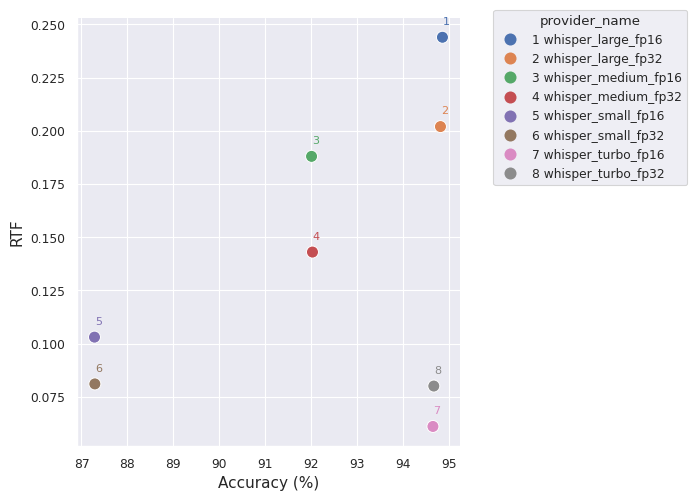 provider_name
1 whisper_large_fp16
2 whisper_large_fp32
3 whisper_medium_fp16
4 whisper_medium_fp32
5 whisper_small_fp16
6 whisper_small_fp32
7 whisper_turbo_fp16
8 whisper_turbo_fp32
RTF
0.250
0.225
0.200
0.175
0.150
0.125
0.100
0.075
1
2
3
4
5
6
8
7
87 88 89 90 91 92 93 94 95
Accuracy (%)